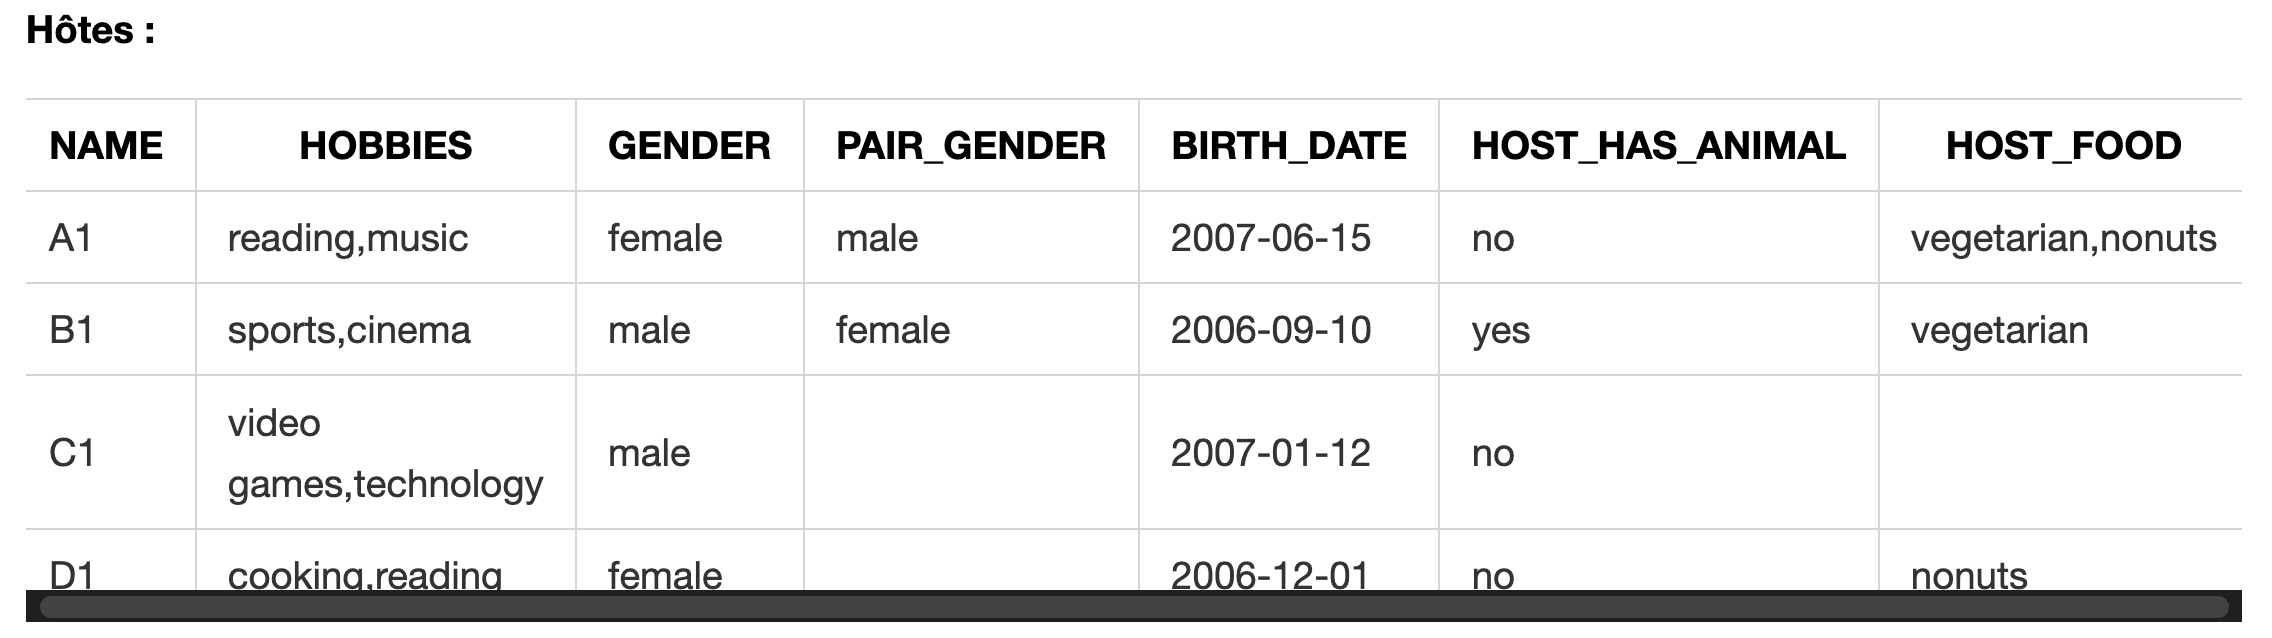 Hôtes :
NAME HOBBIES GENDER PAIR_GENDER BIRTH_DATE HOST_HAS_ANIMAL HOST_FOOD
A1 reading,music female male 2007-06-15 no vegetarian,nonuts
B1 sports,cinema male female 2006-09-10 yes vegetarian
C1 video games,technology male 2007-01-12 no
D1 cooking,reading female 2006-12-01 no nonuts